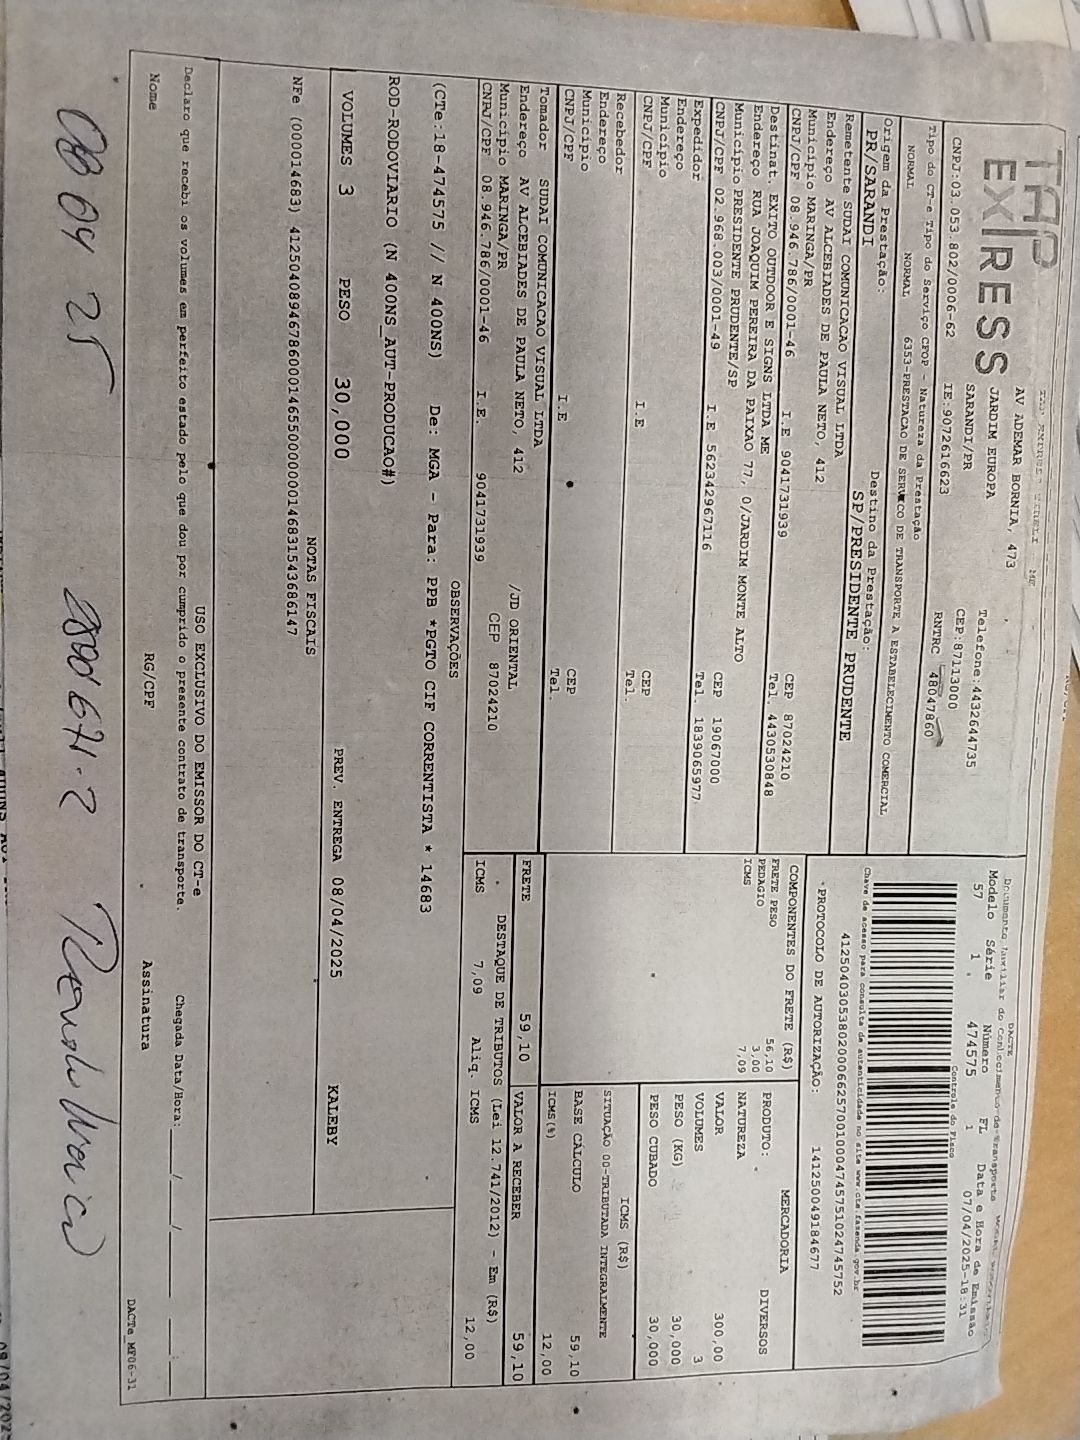 TAP EXPRESS
AV ADEMAR BORNIA, 473
JARDIM EUROPA
SARANDI/PR
Telefone:4432644735
CEP:87113000
CNPJ:03.053.802/0006-62
IE:9072616623
RNTRC 48047860
Tipo do CT-e Tipo do Serviço CFOP - Natureza da Prestação
NORMAL NORMAL 6353-PRESTACAO DE SERVICO DE TRANSPORTE A ESTABELECIMENTO COMERCIAL
Origem da Prestação: Destino da Prestação:
PR/SARANDI SP/PRESIDENTE PRUDENTE
Remetente SUDAI COMUNICACAO VISUAL LTDA
Endereço AV ALCEBIADES DE PAULA NETO, 412
Município MARINGA/PR CEP 87024210
CNPJ/CPF 08.946.786/0001-46 I.E 9041731939 Tel. 4430530848
Destinat. EXITO OUTDOOR E SIGNS LTDA ME
Endereço RUA JOAQUIM PEREIRA DA PAIXAO 77, 0/JARDIM MONTE ALTO
Município PRESIDENTE PRUDENTE/SP CEP 19067000
CNPJ/CPF 02.968.003/0001-49 I.E 562342967116 Tel. 1839065977
Expedidor
Endereço
Município CEP
CNPJ/CPF I.E Tel.
Recebedor
Endereço
Município CEP
CNPJ/CPF I.E Tel.
Tomador SUDAI COMUNICACAO VISUAL LTDA
Endereço AV ALCEBIADES DE PAULA NETO, 412 /JD ORIENTAL
Município MARINGA/PR CEP 87024210
CNPJ/CPF 08.946.786/0001-46 I.E. 9041731939
DACTE
Modelo Série Número FL Data e Hora de Emissão
57 1 474575 1 07/04/2025-18:31
Controle do Fisco
Chave de acesso para consulta de autenticidade no site www.cte.fazenda.gov.br
41250403053802000662570010004745751024745752
PROTOCOLO DE AUTORIZAÇÃO: 141250049184677
COMPONENTES DO FRETE (R$)
FRETE PESO 56,10
PEDAGIO 3,00
ICMS 7,09
MERCADORIA
PRODUTO: DIVERSOS
NATUREZA
VALOR 300,00
VOLUMES 3
PESO (KG) 30,000
PESO CUBADO 30,000
ICMS (R$)
SITUAÇÃO 00-TRIBUTADA INTEGRALMENTE
BASE CÁLCULO 59,10
ICMS(%) 12,00
FRETE 59,10 VALOR A RECEBER 59,10
DESTAQUE DE TRIBUTOS (Lei 12.741/2012) - Em (R$)
ICMS 7,09 Aliq. ICMS 12,00
OBSERVAÇÕES
(CTe:18-474575 // N 400NS) De: MGA - Para: PPB *PGTO CIF CORRENTISTA * 14683
ROD-RODOVIARIO (N 400NS_AUT-PRODUCAO#)
VOLUMES 3 PESO 30,000 PREV. ENTREGA 08/04/2025 KALEBY
NOTAS FISCAIS
NFe (000014683) 41250408946786000146550000000146831543686147
USO EXCLUSIVO DO EMISSOR DO CT-e
Declaro que recebi os volumes em perfeito estado pelo que dou por cumprido o presente contrato de transporte. Chegada Data/Hora: __/__/____ __:__
Nome RG/CPF Assinatura
DACTe_MF06-31
08 04 25